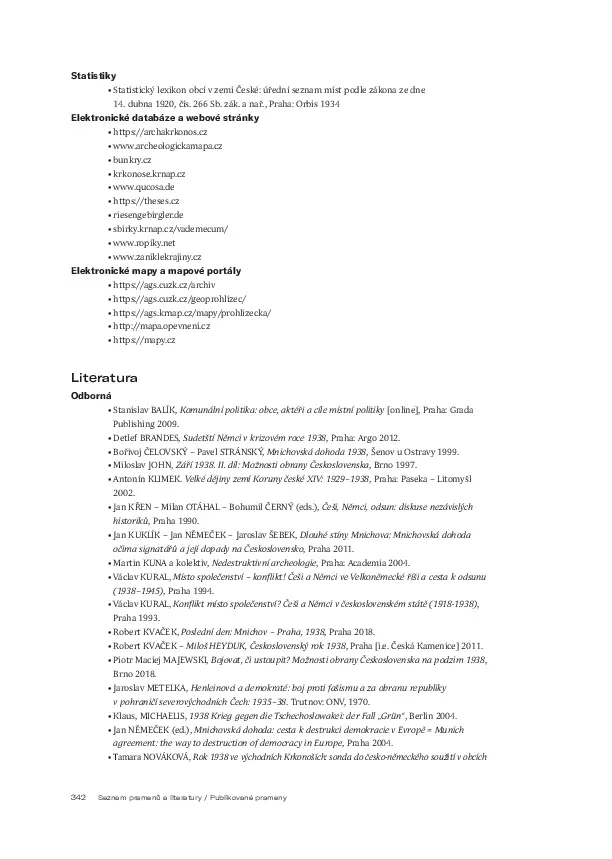 Statistiky
• Statistický lexikon obcí v zemi České: úřední seznam míst podle zákona ze dne
14. dubna 1920, čís. 266 Sb. zák. a nař., Praha: Orbis 1934
Elektronické databáze a webové stránky
• https://archakrkonos.cz
• www.archeologickamapa.cz
• bunkry.cz
• krkonose.krnap.cz
• www.qucosa.de
• https://theses.cz
• riesengebirgler.de
• sbirky.krnap.cz/vademecum/
• www.ropiky.net
• www.zaniklekrajiny.cz
Elektronické mapy a mapové portály
• https://ags.cuzk.cz/archiv
• https://ags.cuzk.cz/geoprohlizec/
• https://ags.krnap.cz/mapy/prohlizecka/
• http://mapa.opevneni.cz
• https://mapy.cz
Literatura
Odborná
• Stanislav BALÍK, Komunální politika: obce, aktéři a cíle místní politiky [online], Praha: Grada
Publishing 2009.
• Detlef BRANDES, Sudetští Němci v krizovém roce 1938, Praha: Argo 2012.
• Bořivoj ČELOVSKÝ – Pavel STRÁNSKÝ, Mnichovská dohoda 1938, Šenov u Ostravy 1999.
• Miloslav JOHN, Září 1938. II. díl: Možnosti obrany Československa, Brno 1997.
• Antonín KLIMEK. Velké dějiny zemí Koruny české XIV: 1929–1938, Praha: Paseka – Litomyšl
2002.
• Jan KŘEN – Milan OTÁHAL – Bohumil ČERNÝ (eds.), Češi, Němci, odsun: diskuse nezávislých
historiků, Praha 1990.
• Jan KUKLÍK – Jan NĚMEČEK – Jaroslav ŠEBEK, Dlouhé stíny Mnichova: Mnichovská dohoda
očima signatářů a její dopady na Československo, Praha 2011.
• Martin KUNA a kolektiv, Nedestruktivní archeologie, Praha: Academia 2004.
• Václav KURAL, Místo společenství – konflikt! Češi a Němci ve Velkoněmecké říši a cesta k odsunu
(1938–1945), Praha 1994.
• Václav KURAL, Konflikt místo společenství? Češi a Němci v československém státě (1918-1938),
Praha 1993.
• Robert KVAČEK, Poslední den: Mnichov – Praha, 1938, Praha 2018.
• Robert KVAČEK – Miloš HEYDUK, Československý rok 1938, Praha [i.e. Česká Kamenice] 2011.
• Piotr Maciej MAJEWSKI, Bojovat, či ustoupit? Možnosti obrany Československa na podzim 1938,
Brno 2018.
• Jaroslav METELKA, Henleinovci a demokraté: boj proti fašismu a za obranu republiky
v pohraničí severovýchodních Čech: 1935–38. Trutnov: ONV, 1970.
• Klaus, MICHAELIS, 1938 Krieg gegen die Tschechoslowakei: der Fall „Grün“, Berlin 2004.
• Jan NĚMEČEK (ed.), Mnichovská dohoda: cesta k destrukci demokracie v Evropě = Munich
agreement: the way to destruction of democracy in Europe, Praha 2004.
• Tamara NOVÁKOVÁ, Rok 1938 ve východních Krkonoších: sonda do česko-německého soužití v obcích
342 Seznam pramenů a literatury / Publikované prameny